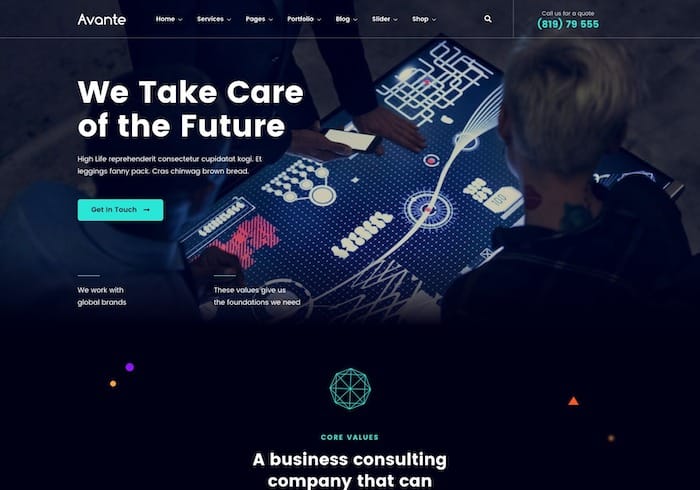 Avante
Home Services Pages Portfolio Blog Slider Shop
Call us for a quote
(819) 79 555
We Take Care
of the Future
High Life reprehenderit consectetur cupidatat kogi. Et
leggings fanny pack. Cras chinwag brown bread.
Get In Touch →
100
We work with
global brands
These values give us
the foundations we need
CORE VALUES
A business consulting
company that can